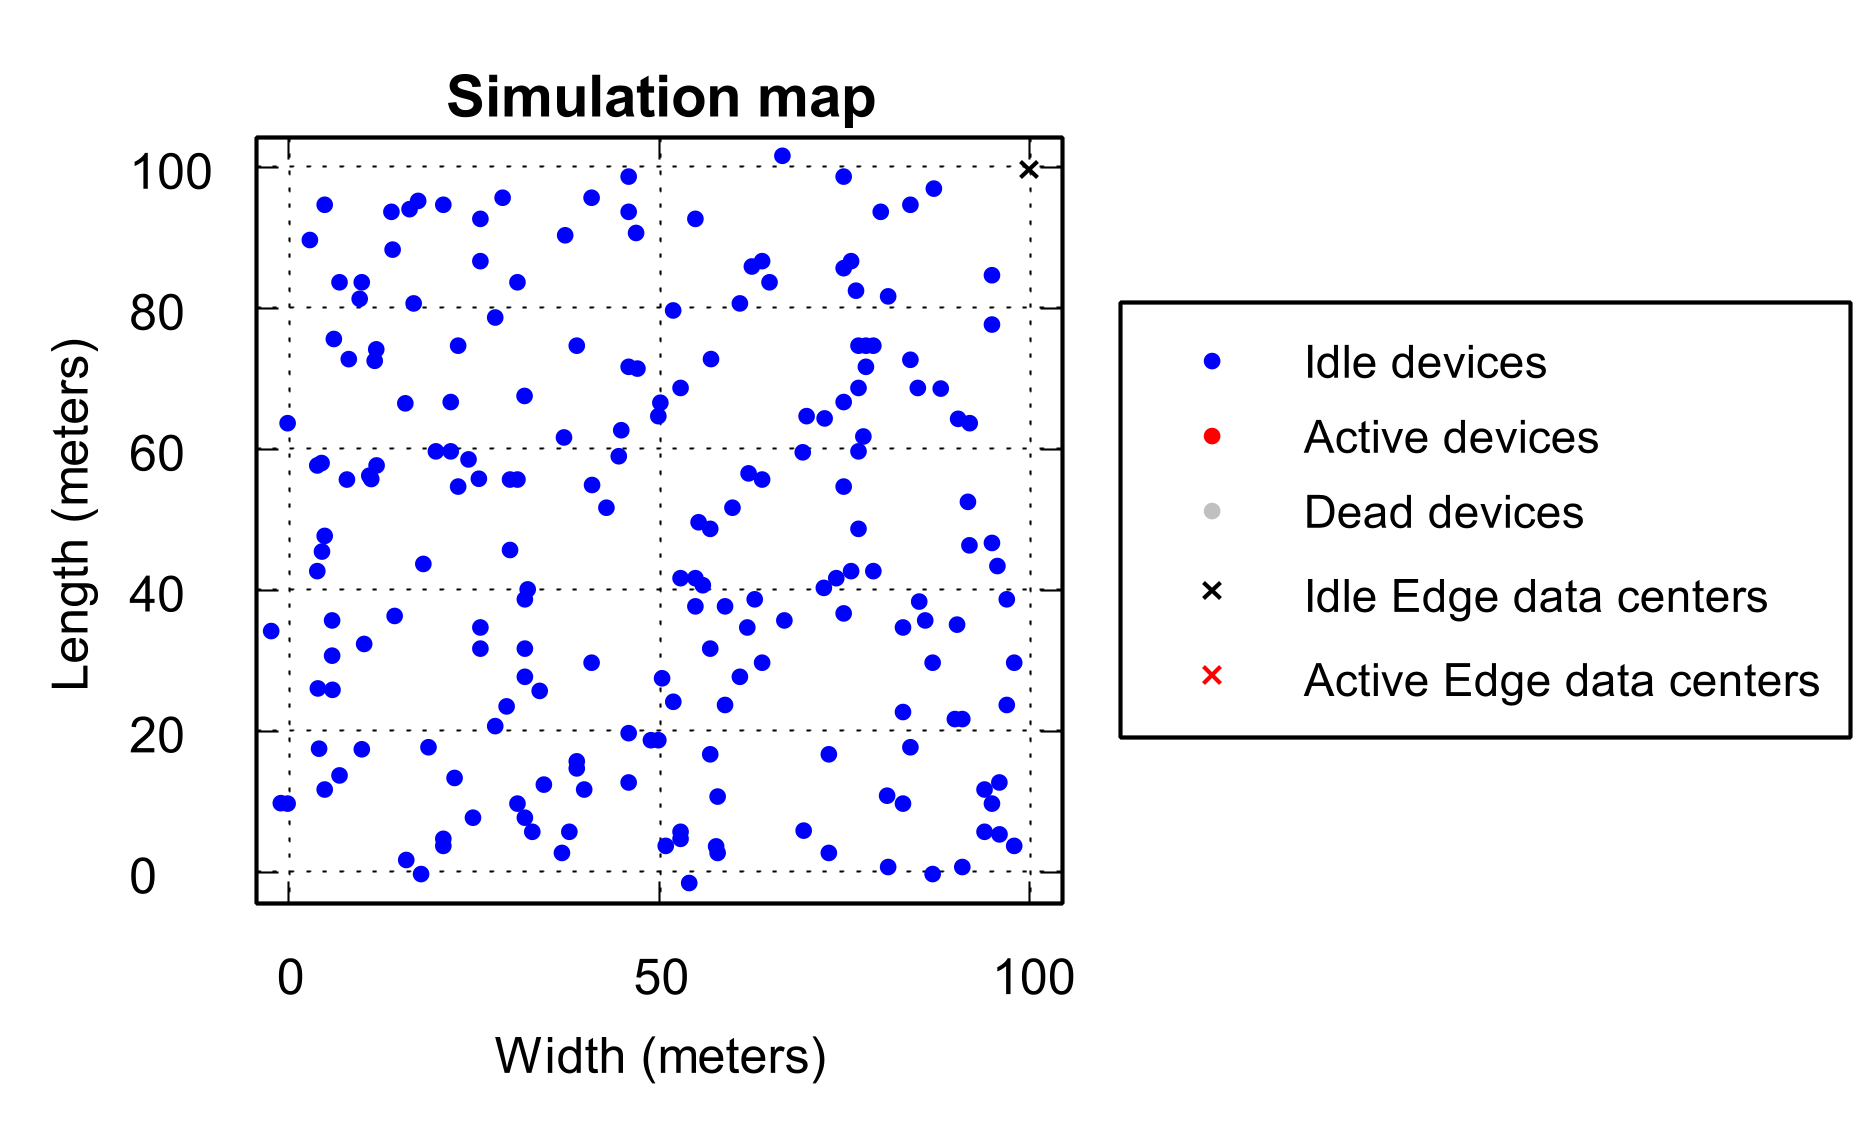 Simulation map
100
80
60
40
20
0
Length (meters)
0 50 100
Width (meters)
Idle devices
Active devices
Dead devices
Idle Edge data centers
Active Edge data centers